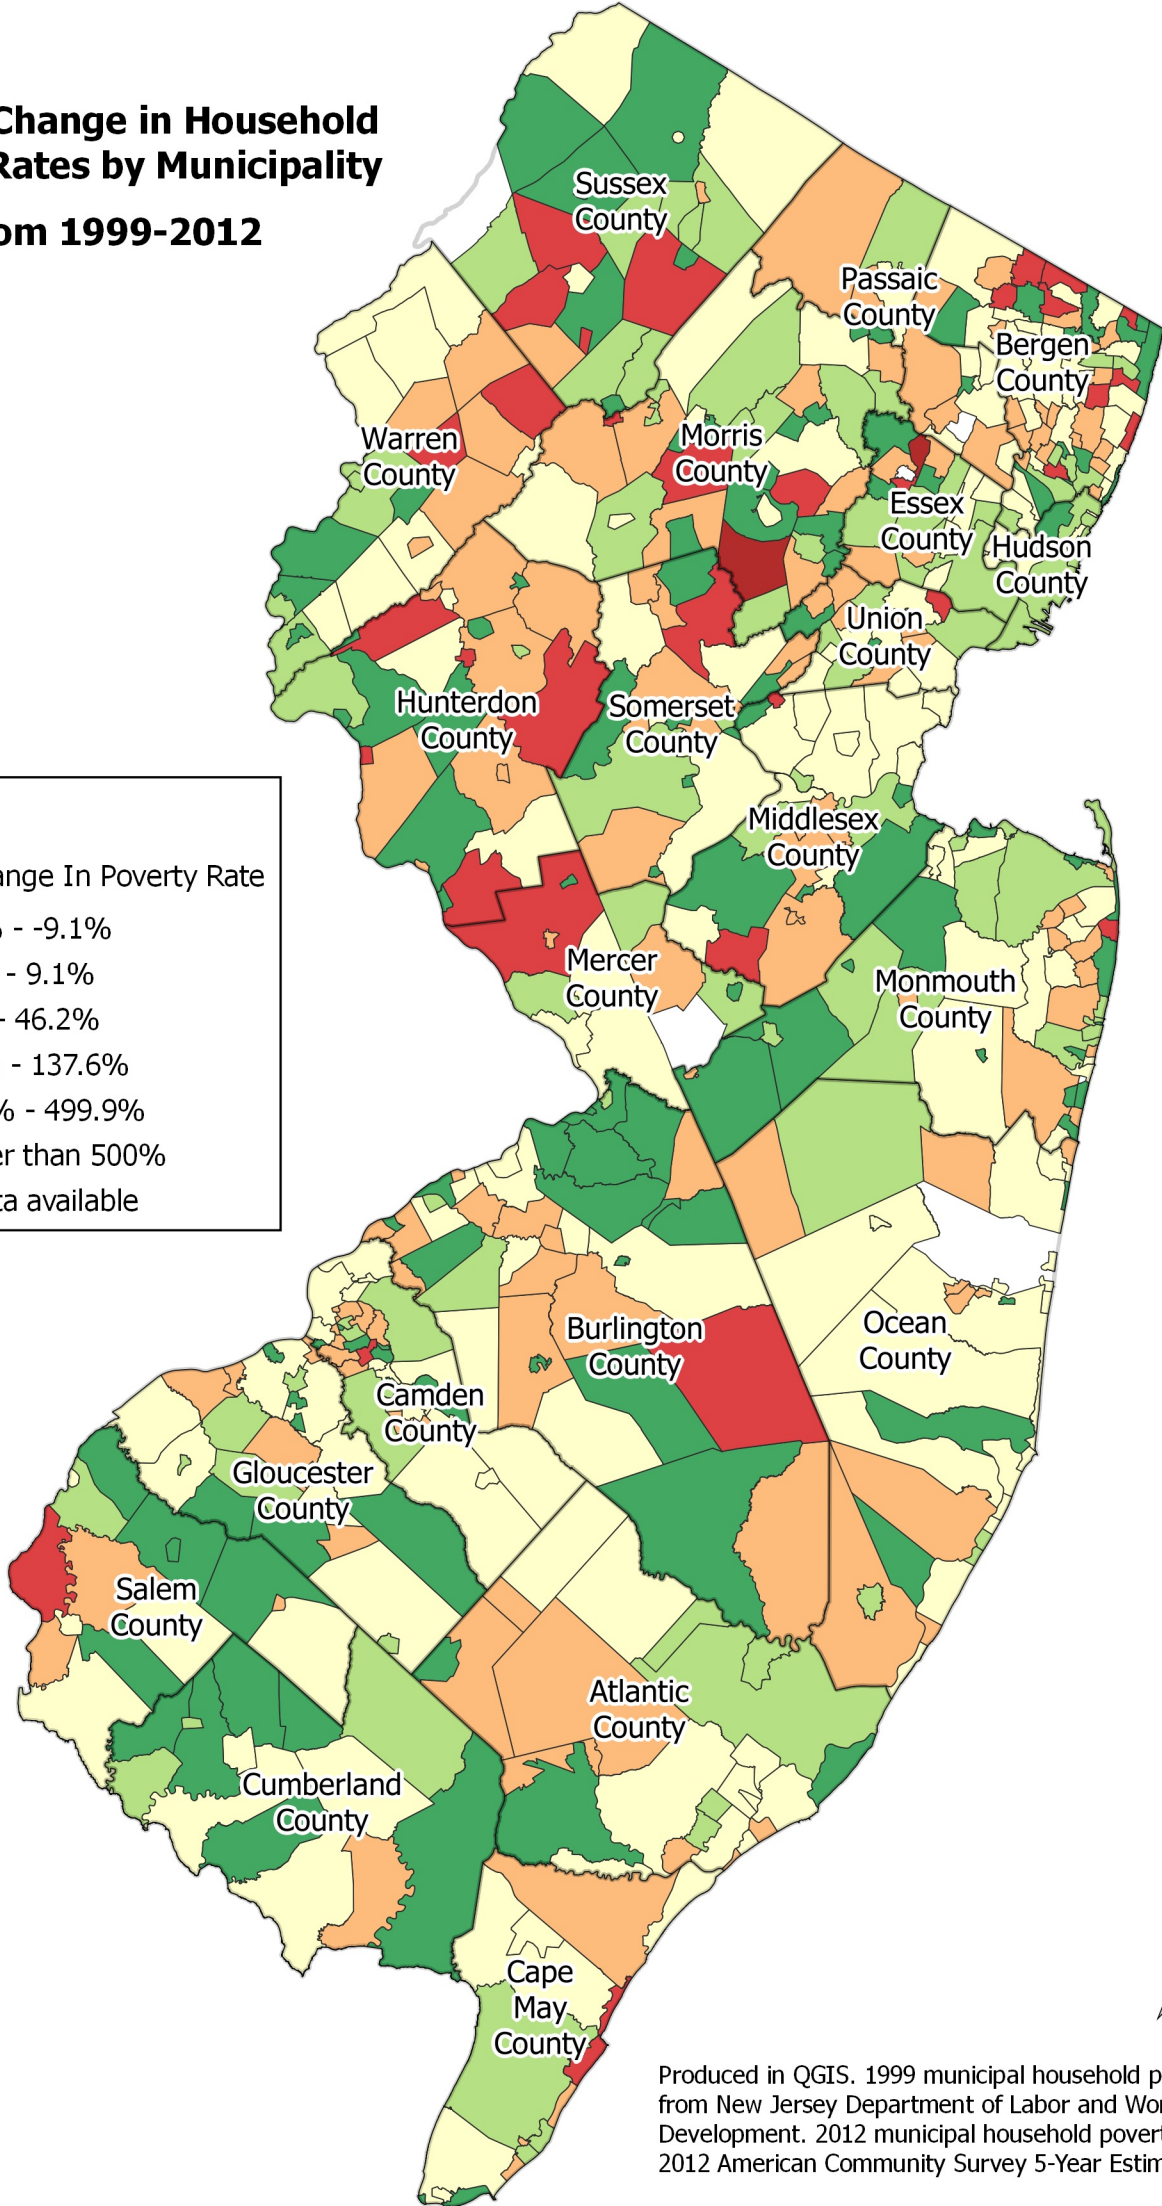 Change in Household
Rates by Municipality
om 1999-2012
Sussex
County
Passaic
County
Bergen
County
Warren
County
Morris
County
Essex
County
Hudson
County
Union
County
Hunterdon
County
Somerset
County
Middlesex
County
ange In Poverty Rate
- -9.1%
- 9.1%
- 46.2%
- 137.6%
% - 499.9%
er than 500%
ta available
Mercer
County
Monmouth
County
Burlington
County
Ocean
County
Camden
County
Gloucester
County
Salem
County
Atlantic
County
Cumberland
County
Cape
May
County
Produced in QGIS. 1999 municipal household p
from New Jersey Department of Labor and Wor
Development. 2012 municipal household povert
2012 American Community Survey 5-Year Estim